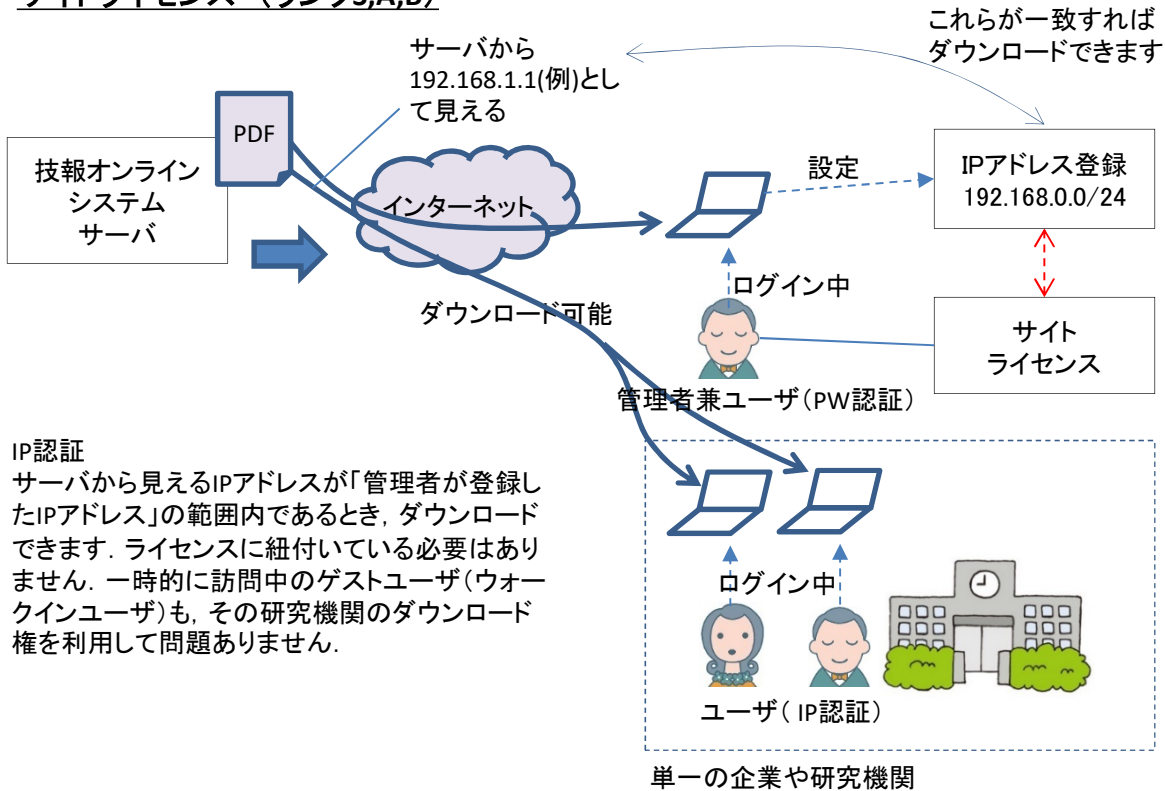 サイトライセンス (ランクS,A,B)
これらが一致すれば
ダウンロードできます
サーバから
192.168.1.1(例)とし
て見える
PDF
技報オンライン
システム
サーバ
インターネット
設定
IPアドレス登録
192.168.0.0/24
ログイン中
ダウンロード可能
サイト
ライセンス
管理者兼ユーザ(PW認証)
IP認証
サーバから見えるIPアドレスが「管理者が登録し
たIPアドレス」の範囲内であるとき,ダウンロード
できます.ライセンスに紐付いている必要はあり
ません.一時的に訪問中のゲストユーザ(ウォー
クインユーザ)も,その研究機関のダウンロード
権を利用して問題ありません.
ログイン中
ユーザ( IP認証)
単一の企業や研究機関